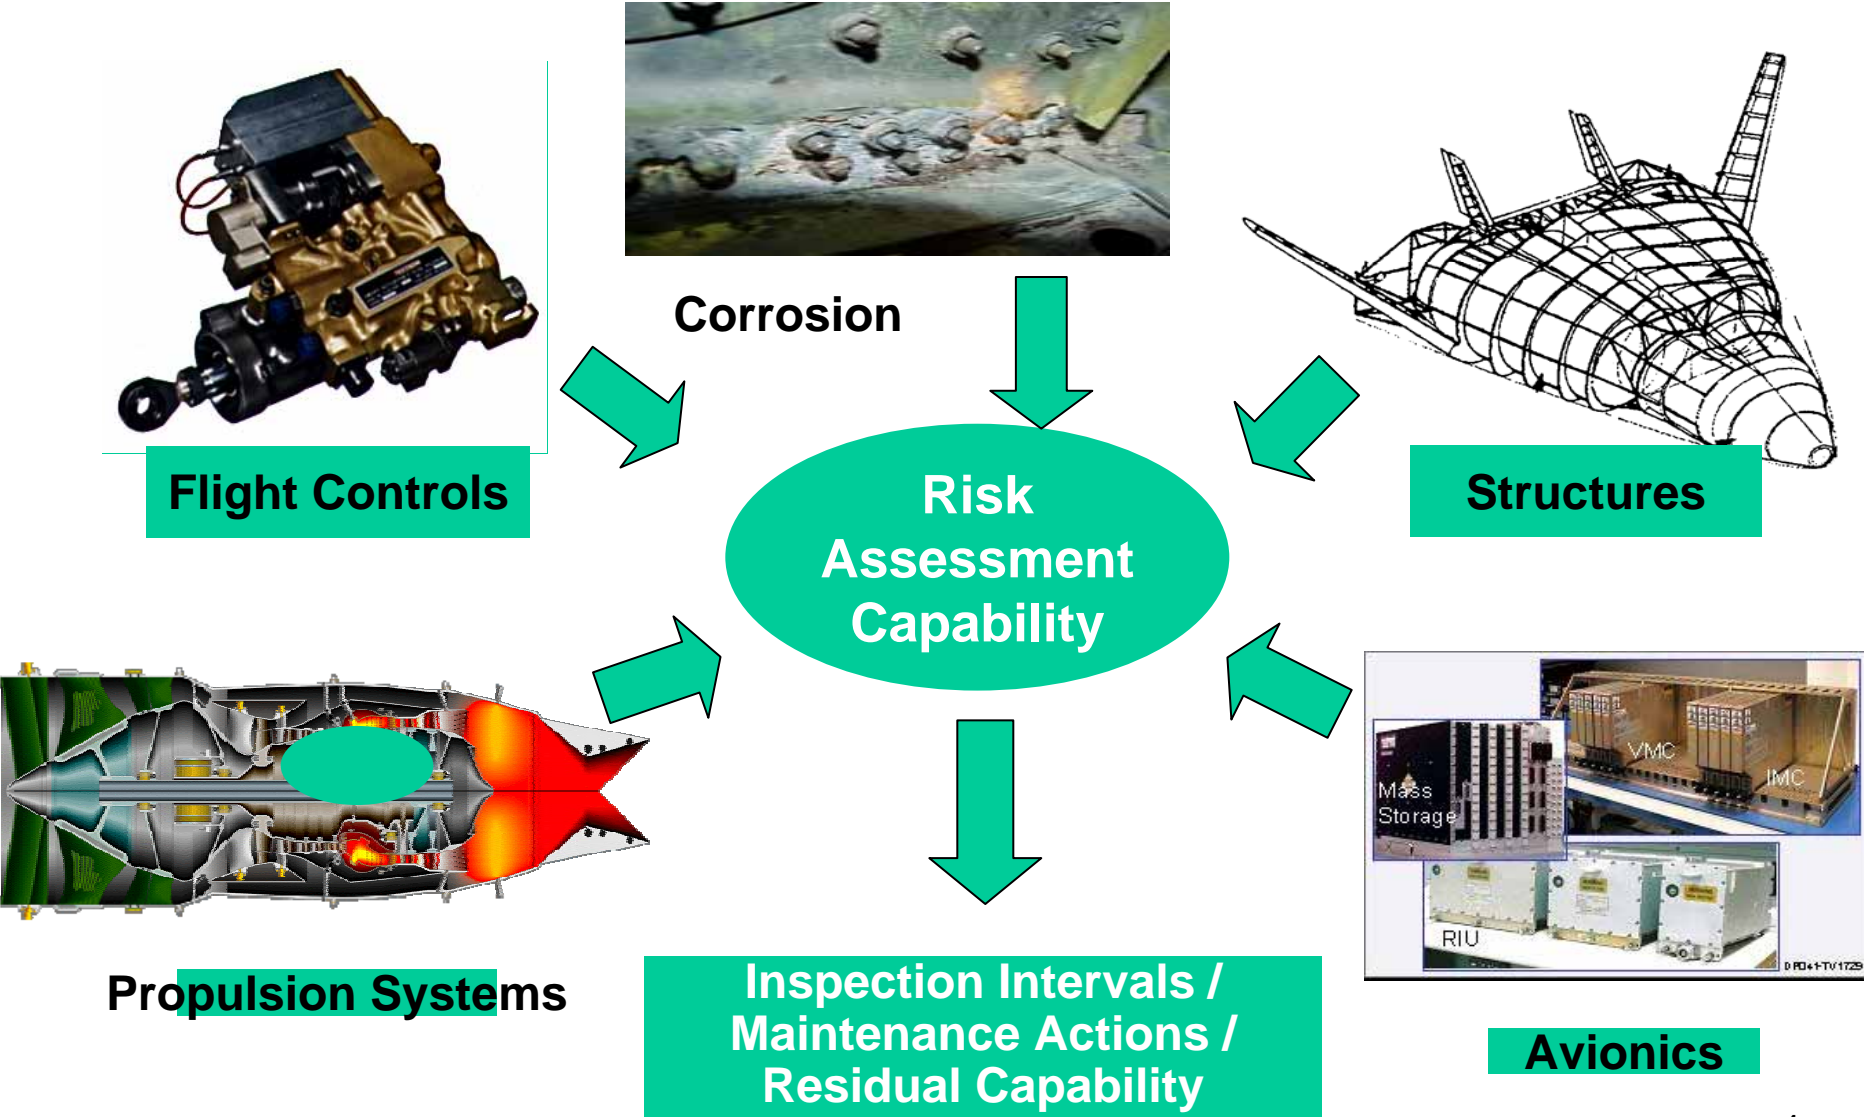 Corrosion
Flight Controls
Structures
Risk
Assessment
Capability
VMC
IMC
Mass
Storage
RIU
Propulsion Systems
Inspection Intervals /
Maintenance Actions /
Residual Capability
Avionics